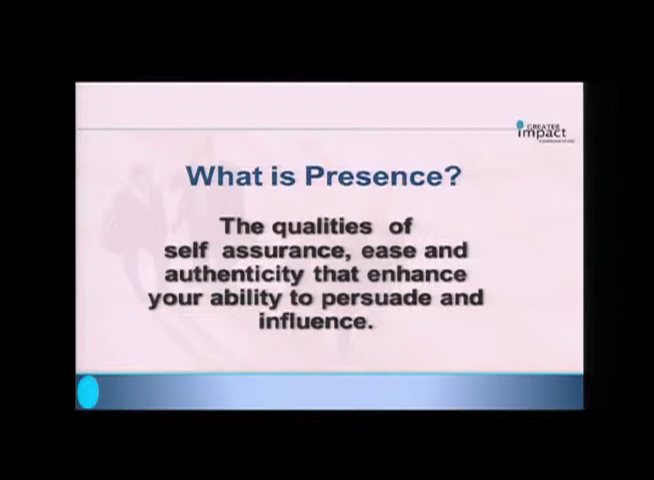 GREATER
impact
What is Presence?
The qualities of
self assurance, ease and
authenticity that enhance
your ability to persuade and
influence.